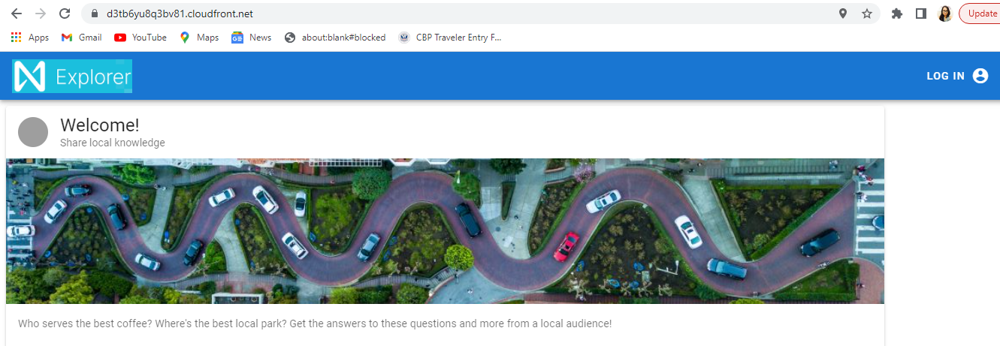 d3tb6yu8q3bv81.cloudfront.net
Update
Apps Gmail YouTube Maps News about:blank#blocked CBP Traveler Entry F...
Explorer
LOG IN
Welcome!
Share local knowledge
Who serves the best coffee? Where's the best local park? Get the answers to these questions and more from a local audience!